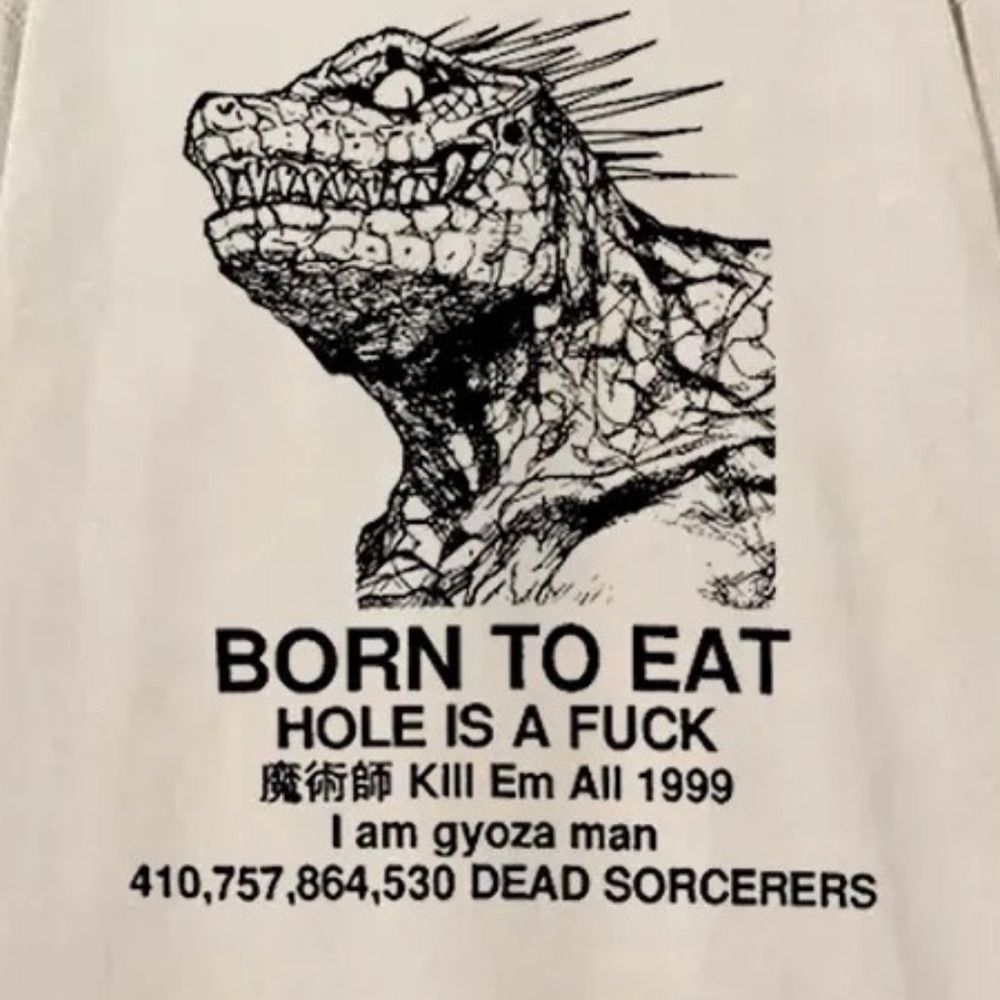 BORN TO EAT
HOLE IS A FUCK
魔術師 KIll Em All 1999
I am gyoza man
410,757,864,530 DEAD SORCERERS